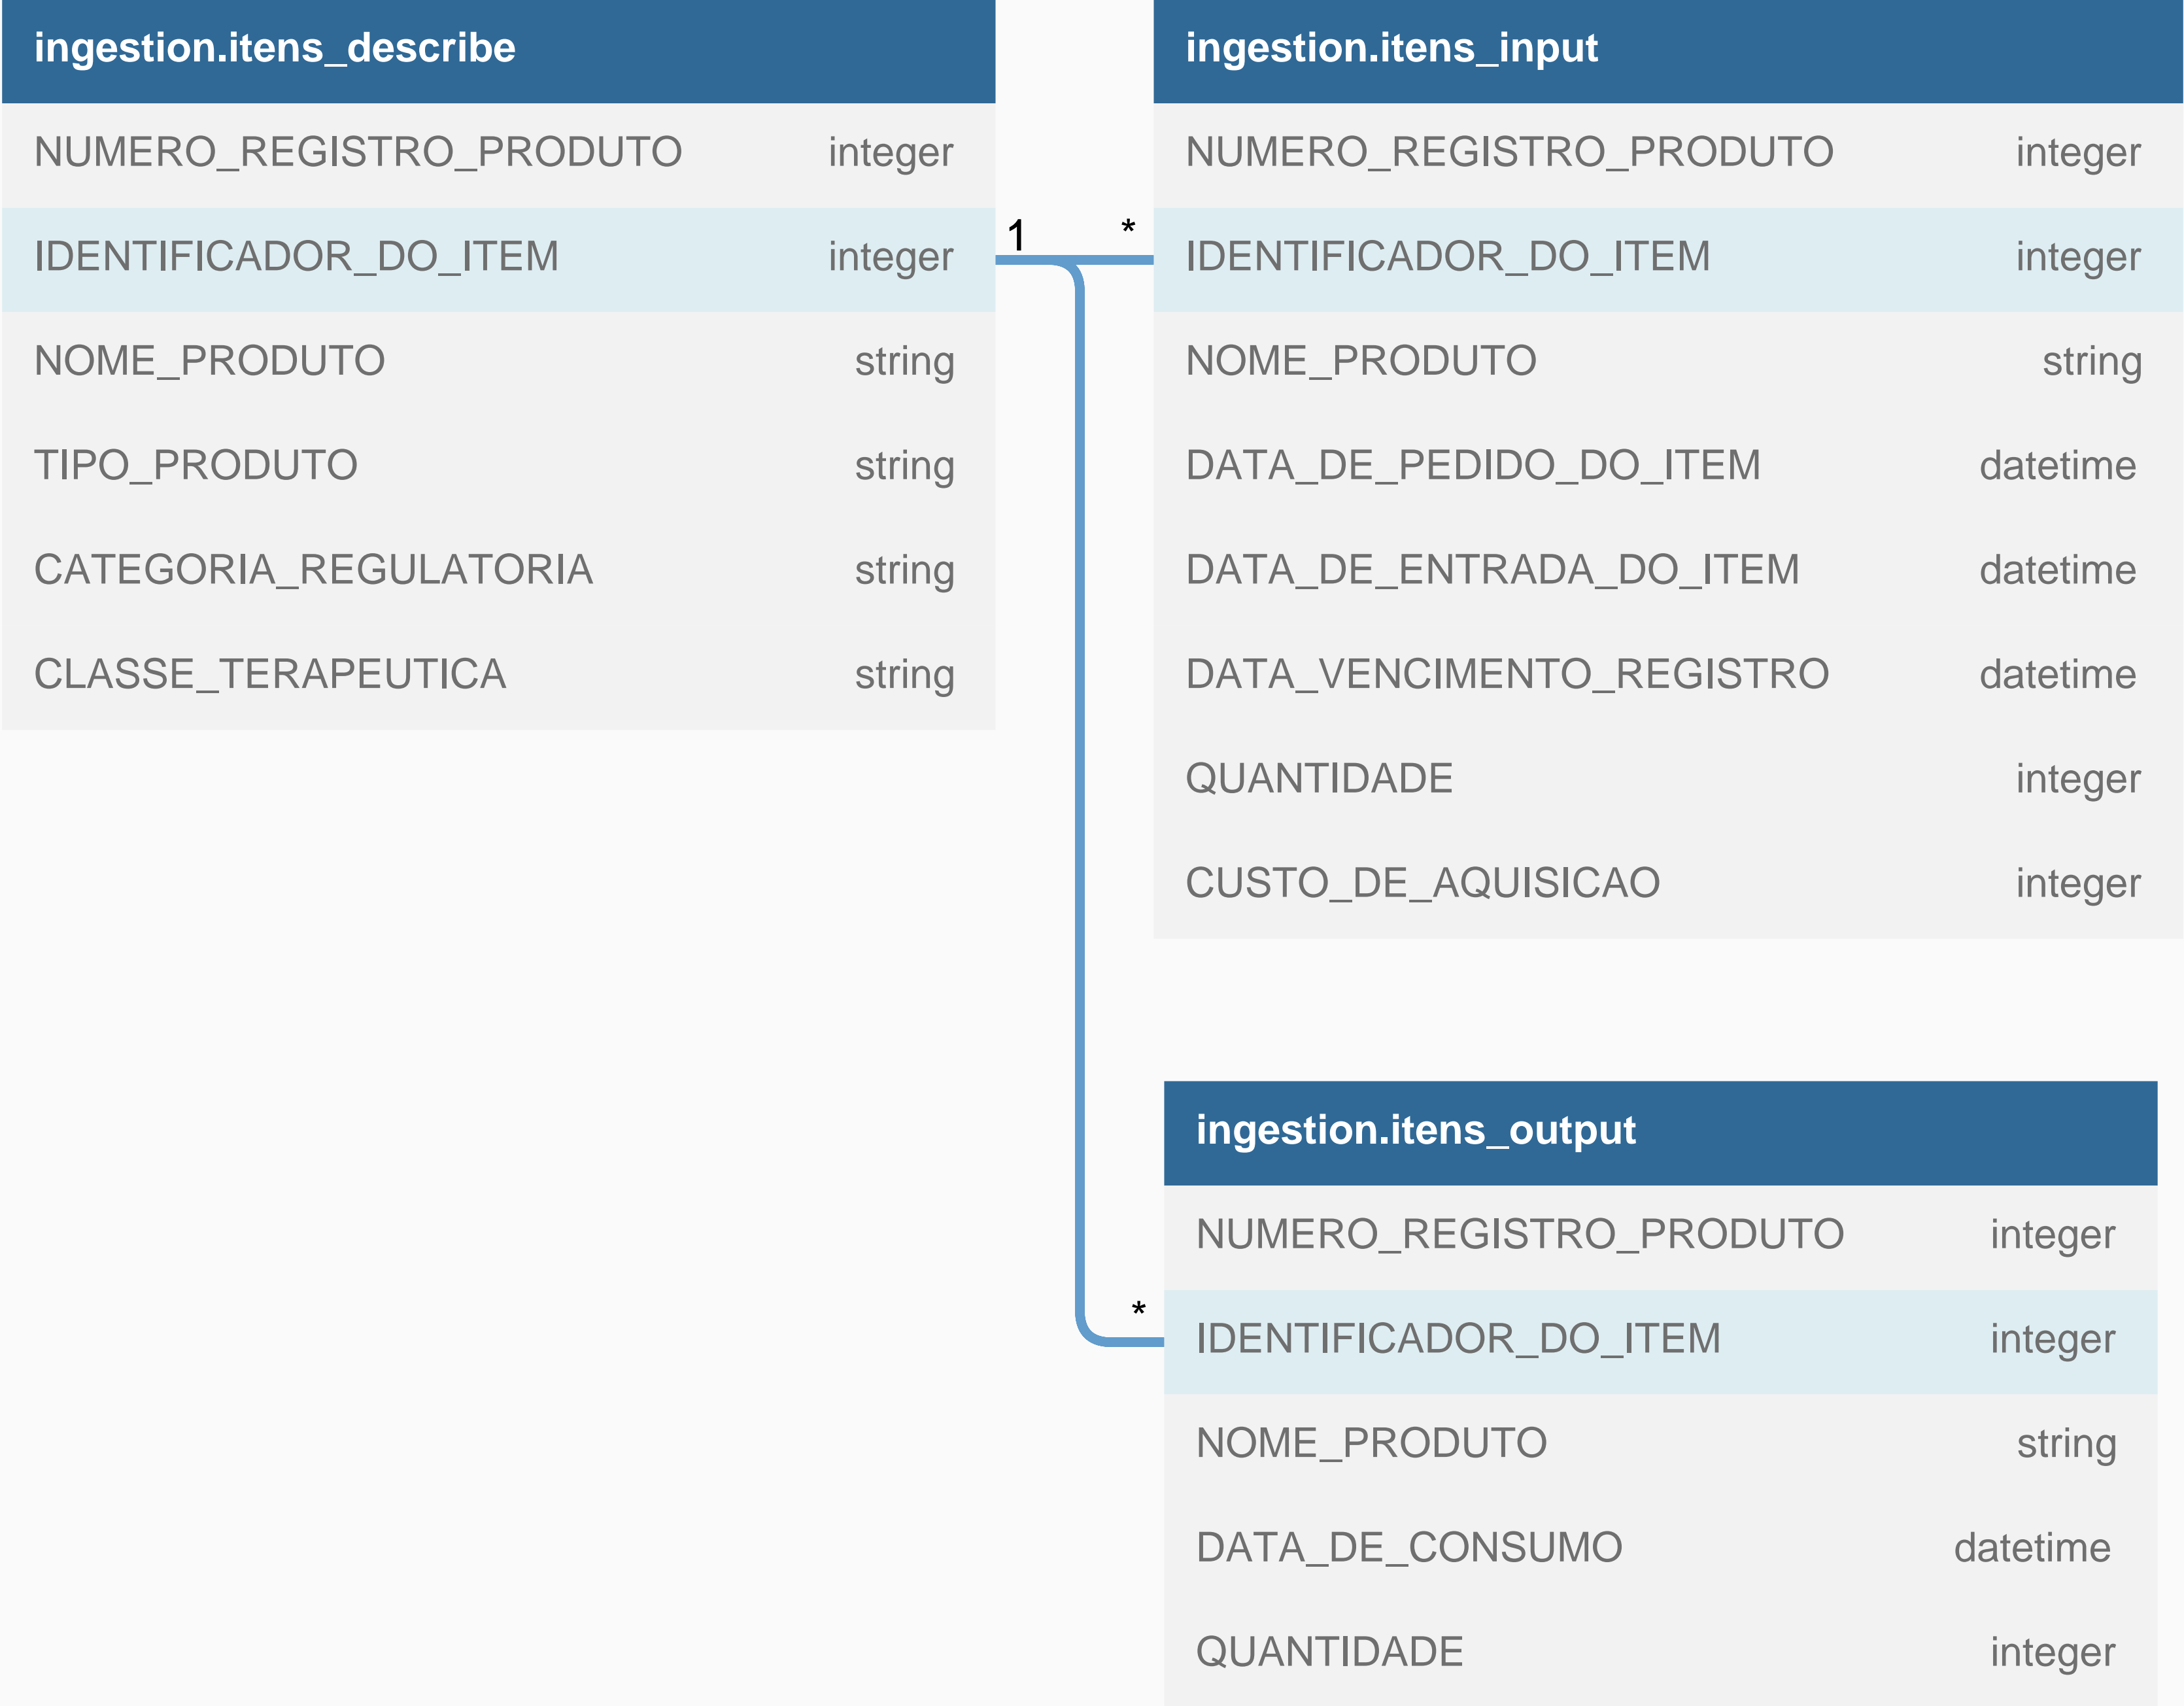 ingestion.itens_describe
NUMERO_REGISTRO_PRODUTO integer
IDENTIFICADOR_DO_ITEM integer
NOME_PRODUTO string
TIPO_PRODUTO string
CATEGORIA_REGULATORIA string
CLASSE_TERAPEUTICA string
1 *
ingestion.itens_input
NUMERO_REGISTRO_PRODUTO integer
IDENTIFICADOR_DO_ITEM integer
NOME_PRODUTO string
DATA_DE_PEDIDO_DO_ITEM datetime
DATA_DE_ENTRADA_DO_ITEM datetime
DATA_VENCIMENTO_REGISTRO datetime
QUANTIDADE integer
CUSTO_DE_AQUISICAO integer
*
ingestion.itens_output
NUMERO_REGISTRO_PRODUTO integer
IDENTIFICADOR_DO_ITEM integer
NOME_PRODUTO string
DATA_DE_CONSUMO datetime
QUANTIDADE integer